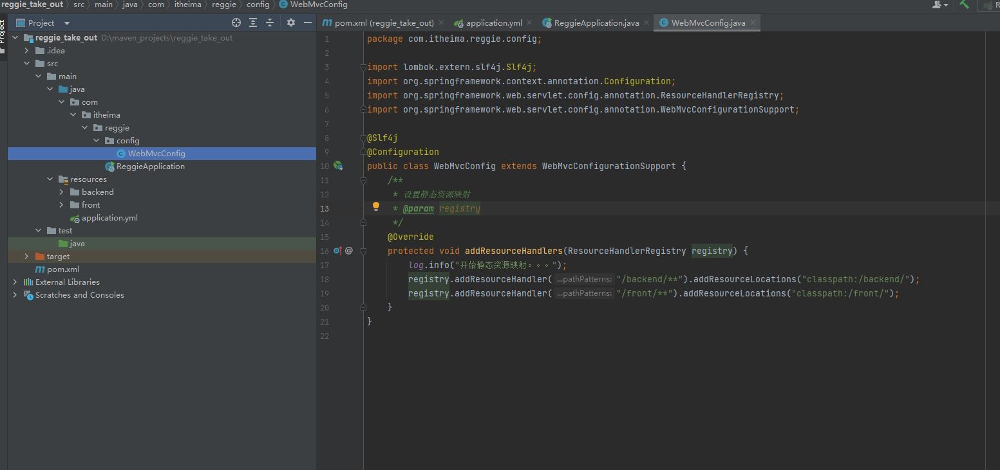 reggie_take_out src main java com itheima reggie config WebMvcConfig
Project
Project
pom.xml (reggie_take_out) application.yml ReggieApplication.java WebMvcConfig.java
reggie_take_out D:\maven_projects\reggie_take_out
.idea
src
main
java
com
itheima
reggie
config
WebMvcConfig
ReggieApplication
resources
backend
front
application.yml
test
java
target
pom.xml
External Libraries
Scratches and Consoles
1 package com.itheima.reggie.config;
2
3 import lombok.extern.slf4j.Slf4j;
4 import org.springframework.context.annotation.Configuration;
5 import org.springframework.web.servlet.config.annotation.ResourceHandlerRegistry;
6 import org.springframework.web.servlet.config.annotation.WebMvcConfigurationSupport;
7
8 @Slf4j
9 @Configuration
10 public class WebMvcConfig extends WebMvcConfigurationSupport {
11 /**
12 * 设置静态资源映射
13 * @param registry
14 */
15 @Override
16 @ protected void addResourceHandlers(ResourceHandlerRegistry registry) {
17 log.info("开始静态资源映射。。。");
18 registry.addResourceHandler( ...pathPatterns: "/backend/**").addResourceLocations("classpath:/backend/");
19 registry.addResourceHandler( ...pathPatterns: "/front/**").addResourceLocations("classpath:/front/");
20 }
21 }
22